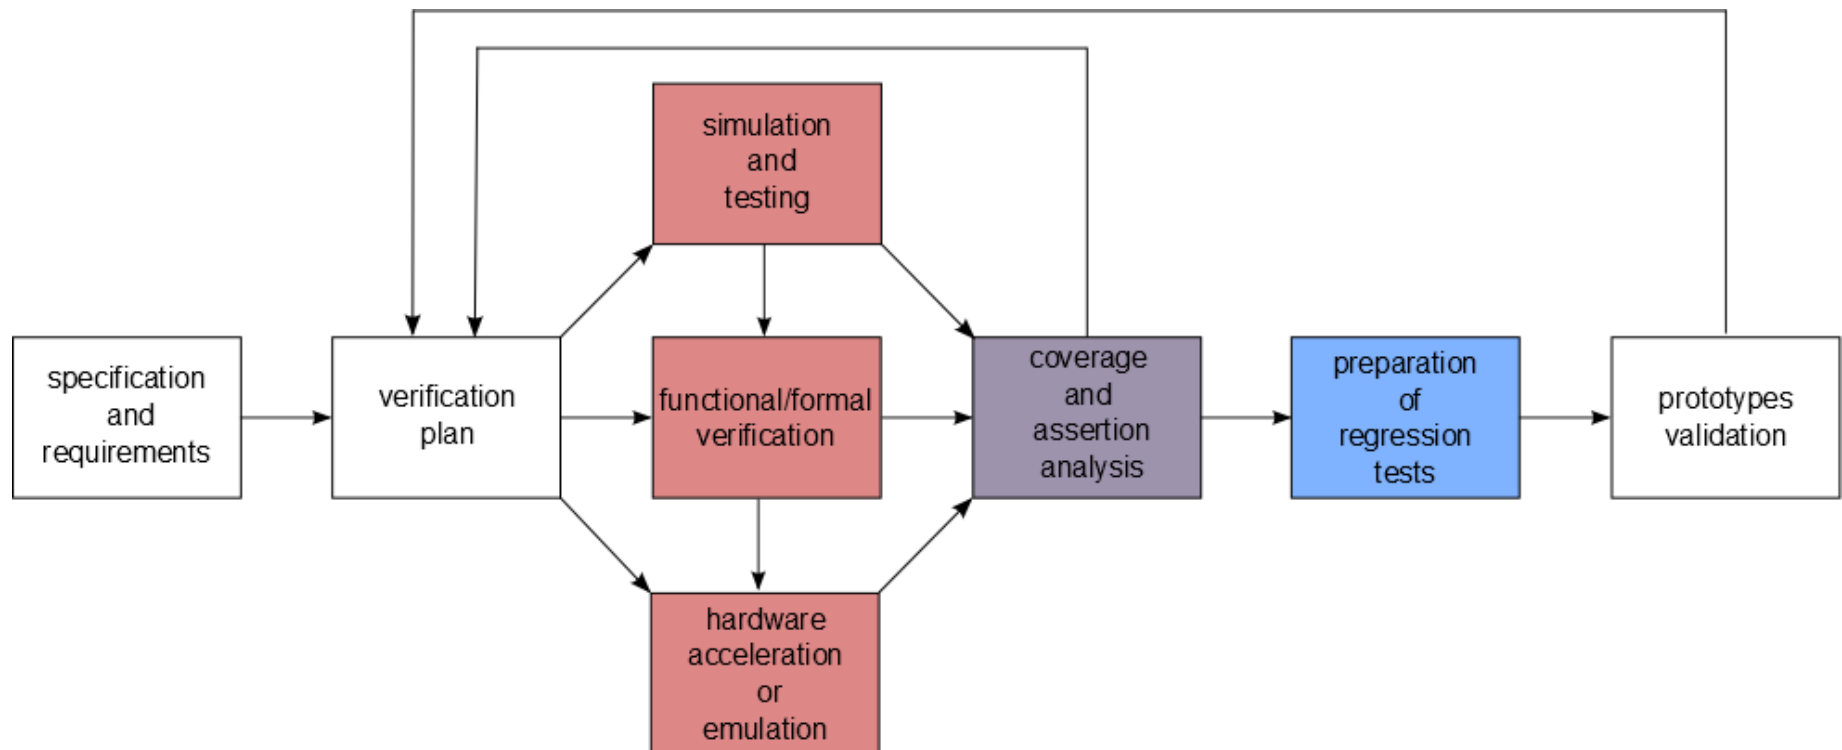 simulation
and
testing
specification
and
requirements
verification
plan
functional/formal
verification
coverage
and
assertion
analysis
preparation
of
regression
tests
prototypes
validation
hardware
acceleration
or
emulation